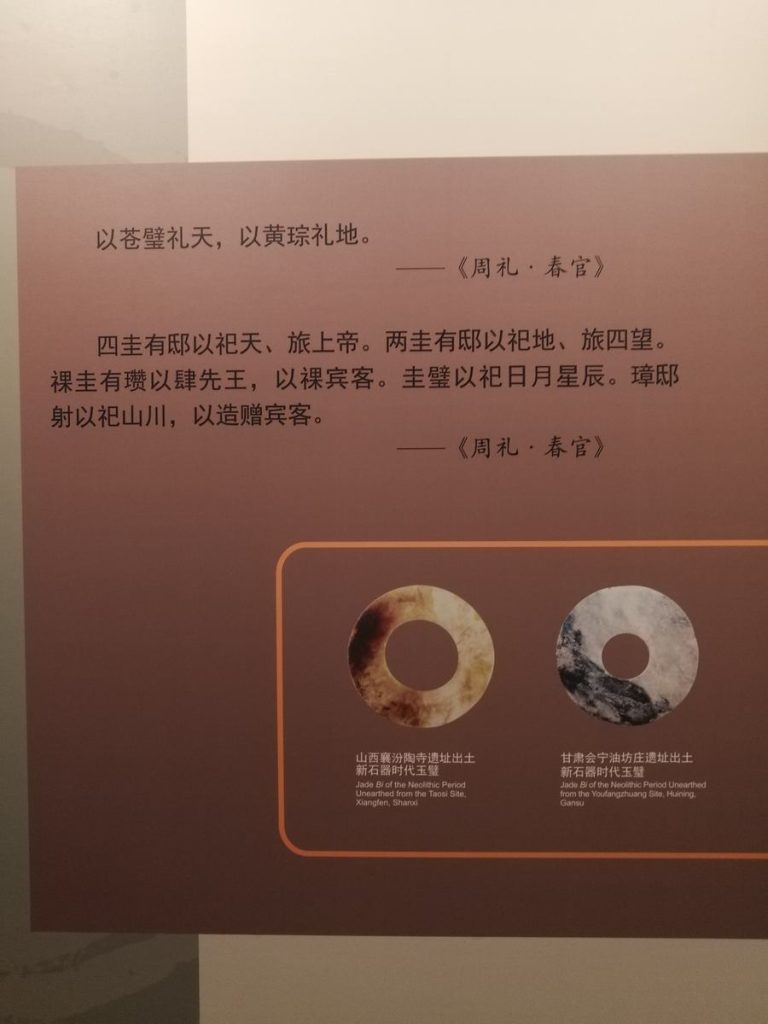 以苍璧礼天，以黄琮礼地。
——《周礼·春官》
四圭有邸以祀天、旅上帝。两圭有邸以祀地、旅四望。
祼圭有瓒以肆先王，以祼宾客。圭璧以祀日月星辰。璋邸
射以祀山川，以造赠宾客。
——《周礼·春官》
山西襄汾陶寺遗址出土
新石器时代玉璧
Jade Bi of the Neolithic Period
Unearthed from the Taosi Site,
Xiangfen, Shanxi
甘肃会宁油坊庄遗址出土
新石器时代玉璧
Jade Bi of the Neolithic Period Unearthed
from the Youfangzhuang Site, Huining,
Gansu